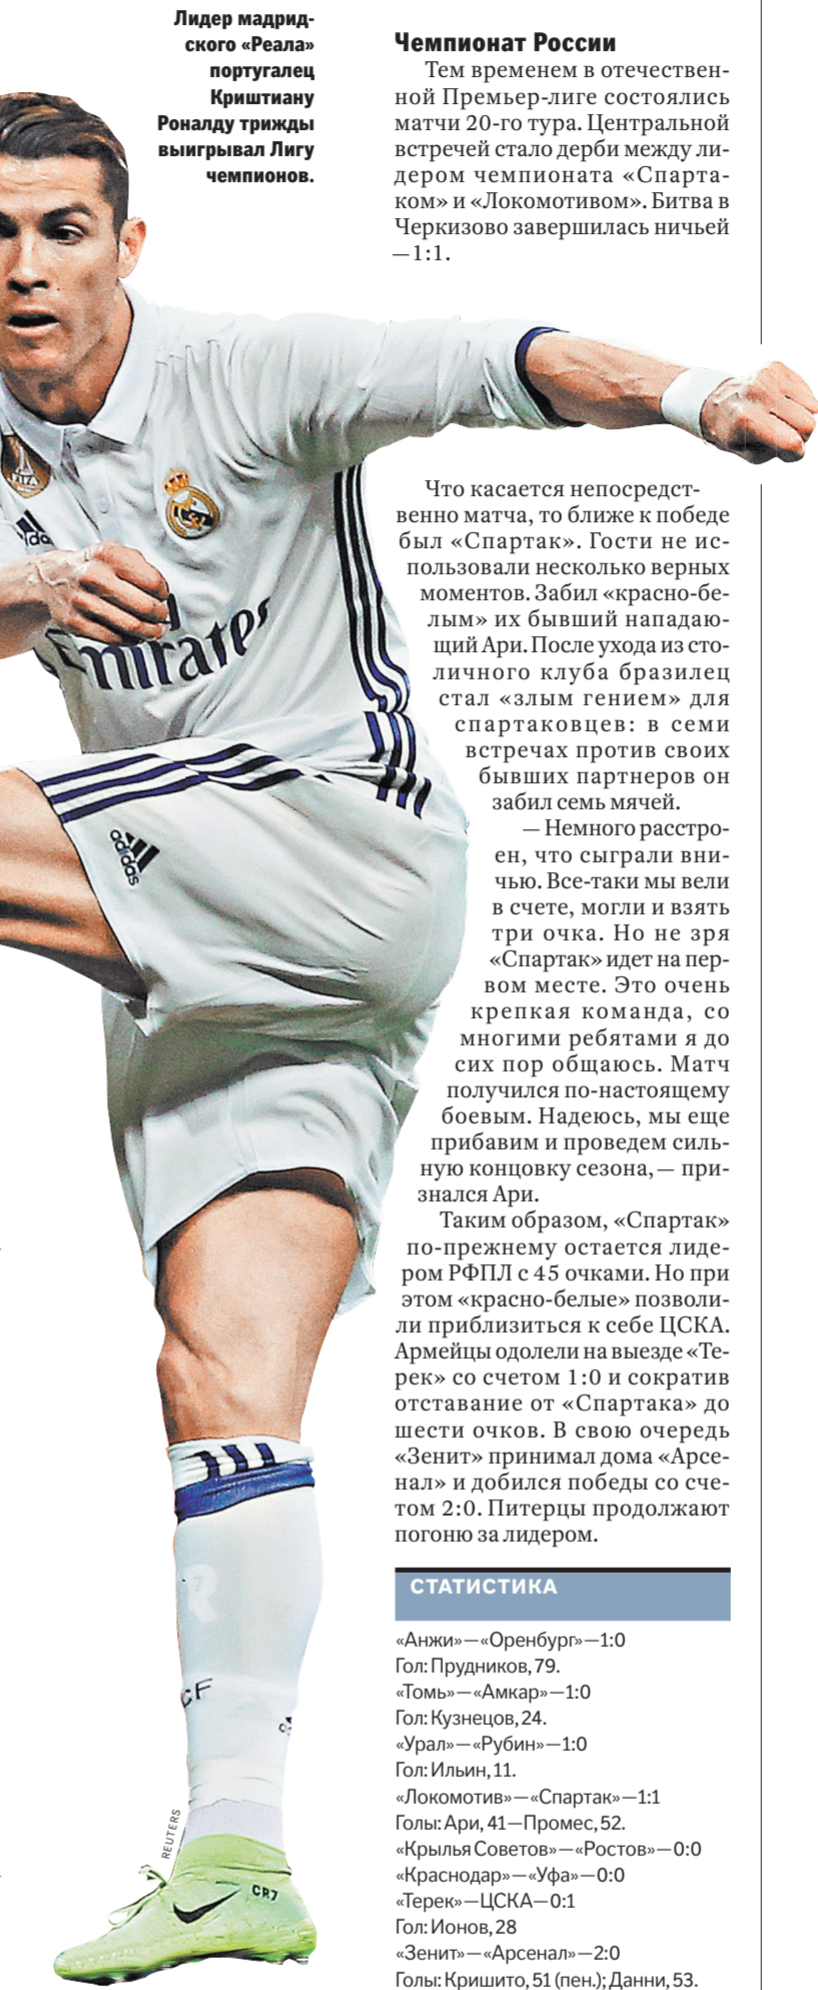 Лидер мадрид-
ского «Реала»
португалец
Криштиану
Роналду трижды
выигрывал Лигу
чемпионов.
Чемпионат России
Тем временем в отечествен-
ной Премьер-лиге состоялись
матчи 20-го тура. Центральной
встречей стало дерби между ли-
дером чемпионата «Спарта-
ком» и «Локомотивом». Битва в
Черкизово завершилась ничьей
— 1:1.
Что касается непосредст-
венно матча, то ближе к победе
был «Спартак». Гости не ис-
пользовали несколько верных
моментов. Забил «красно-бе-
лым» их бывший нападаю-
щий Ари. После ухода из сто-
личного клуба бразилец
стал «злым гением» для
спартаковцев: в семи
встречах против своих
бывших партнеров он
забил семь мячей.
— Немного расстро-
ен, что сыграли вни-
чью. Все-таки мы вели
в счете, могли и взять
три очка. Но не зря
«Спартак» идет на пер-
вом месте. Это очень
крепкая команда, со
многими ребятами я до
сих пор общаюсь. Матч
получился по-настоящему
боевым. Надеюсь, мы еще
прибавим и проведем силь-
ную концовку сезона, — при-
знался Ари.
Таким образом, «Спартак»
по-прежнему остается лиде-
ром РФПЛ с 45 очками. Но при
этом «красно-белые» позволи-
ли приблизиться к себе ЦСКА.
Армейцы одолели на выезде «Те-
рек» со счетом 1:0 и сократив
отставание от «Спартака» до
шести очков. В свою очередь
«Зенит» принимал дома «Арсе-
нал» и добился победы со сче-
том 2:0. Питерцы продолжают
погоню за лидером.
СТАТИСТИКА
«Анжи»—«Оренбург»—1:0
Гол: Прудников, 79.
«Томь»—«Амкар»—1:0
Гол: Кузнецов, 24.
«Урал»—«Рубин»—1:0
Гол: Ильин, 11.
«Локомотив»—«Спартак»—1:1
Голы: Ари, 41—Промес, 52.
«Крылья Советов»—«Ростов»—0:0
«Краснодар»—«Уфа»—0:0
«Терек»—ЦСКА—0:1
Гол: Ионов, 28
«Зенит»—«Арсенал»—2:0
Голы: Кришито, 51 (пен.); Данни, 53.
FIFA
Emirates
adidas
CF
CR7
REUTERS